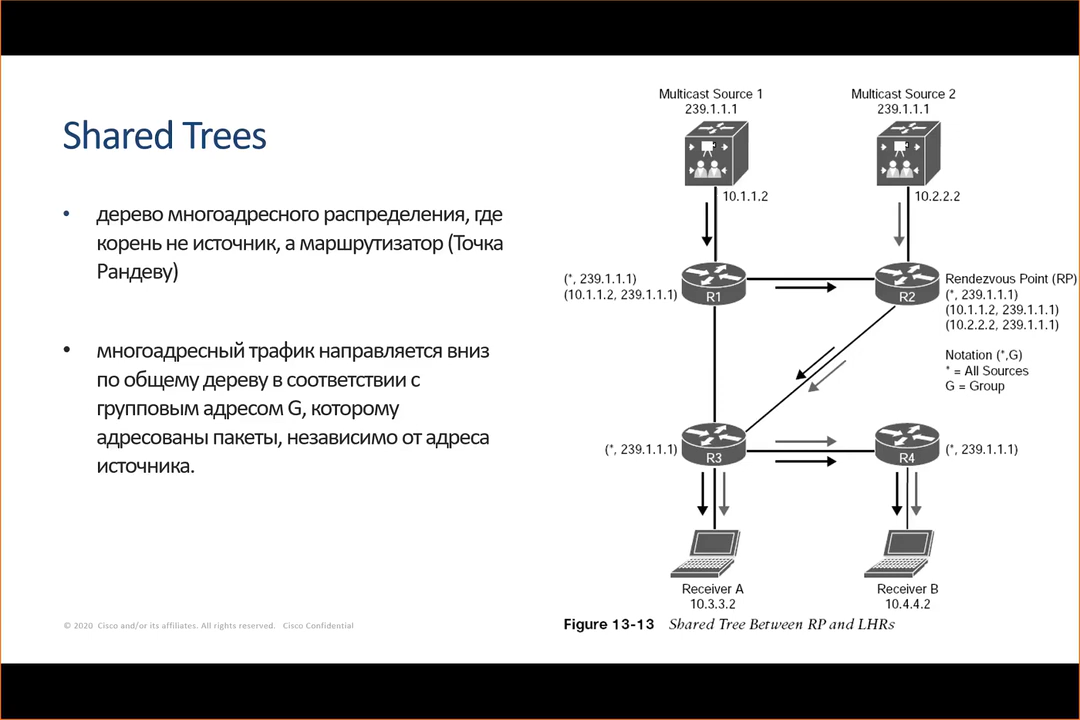 Shared Trees
• дерево многоадресного распределения, где
корень не источник, а маршрутизатор (Точка
Рандеву)
• многоадресный трафик направляется вниз
по общему дереву в соответствии с
групповым адресом G, которому
адресованы пакеты, независимо от адреса
источника.
© 2020 Cisco and/or its affiliates. All rights reserved. Cisco Confidential
Multicast Source 1
239.1.1.1
Multicast Source 2
239.1.1.1
10.1.1.2
10.2.2.2
(*, 239.1.1.1)
(10.1.1.2, 239.1.1.1)
R1
R2
Rendezvous Point (RP)
(*, 239.1.1.1)
(10.1.1.2, 239.1.1.1)
(10.2.2.2, 239.1.1.1)
Notation (*,G)
* = All Sources
G = Group
(*, 239.1.1.1)
R3
R4
(*, 239.1.1.1)
Receiver A
10.3.3.2
Receiver B
10.4.4.2
Figure 13-13 Shared Tree Between RP and LHRs